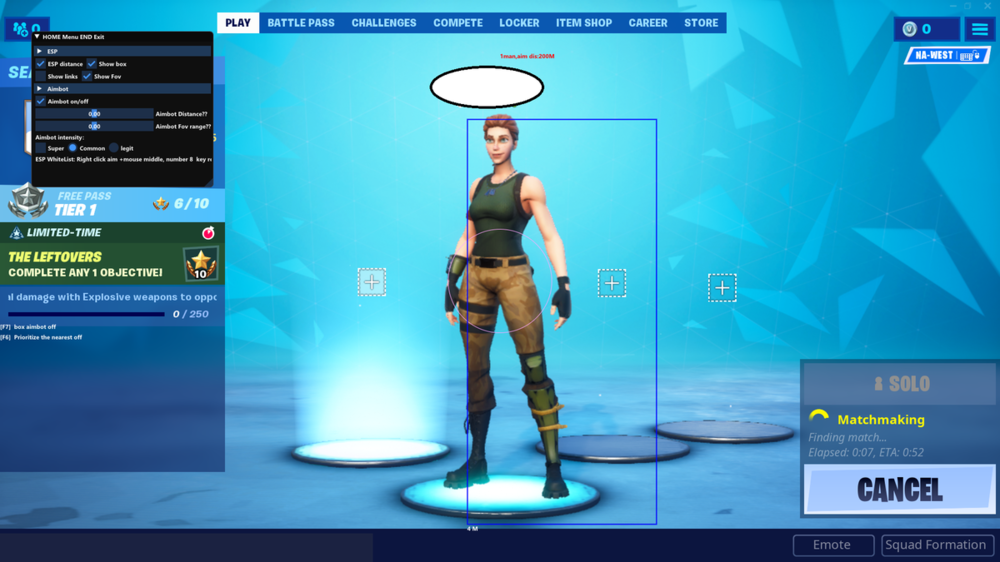 PLAY BATTLE PASS CHALLENGES COMPETE LOCKER ITEM SHOP CAREER STORE
0
0
NA-WEST
HOME Menu END Exit
ESP
ESP distance Show box
Show links Show Fov
Aimbot
Aimbot on/off
0.00 Aimbot Distance??
0.00 Aimbot Fov range??
Aimbot intensity:
Super Common legit
ESP WhiteList: Right click aim +mouse middle, number 8 key
SE
1man,aim dis:200M
FREE PASS
TIER 1
6/10
LIMITED-TIME
THE LEFTOVERS
COMPLETE ANY 1 OBJECTIVE!
10
al damage with Explosive weapons to oppo
0 / 250
[F7] box aimbot off
[F6] Prioritize the nearest off
4 M
SOLO
Matchmaking
Finding match...
Elapsed: 0:07, ETA: 0:52
CANCEL
Emote
Squad Formation